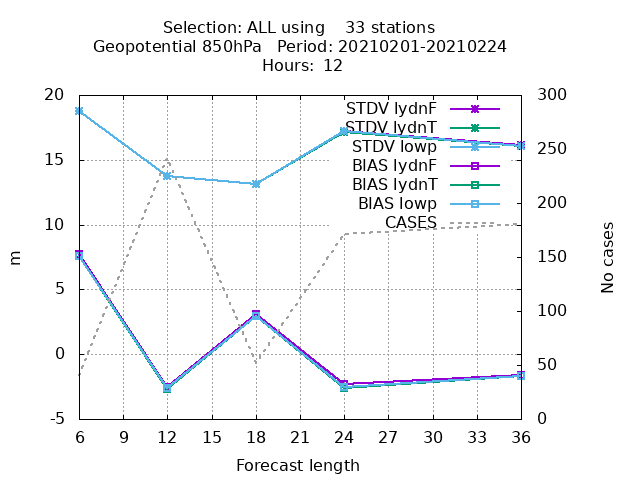 Selection: ALL using 33 stations
Geopotential 850hPa Period: 20210201-20210224
Hours: 12
STDV lydnF
STDV lydnT
STDV lowp
BIAS lydnF
BIAS lydnT
BIAS lowp
CASES
20
15
10
5
0
-5
m
300
250
200
150
100
50
0
No cases
6 9 12 15 18 21 24 27 30 33 36
Forecast length